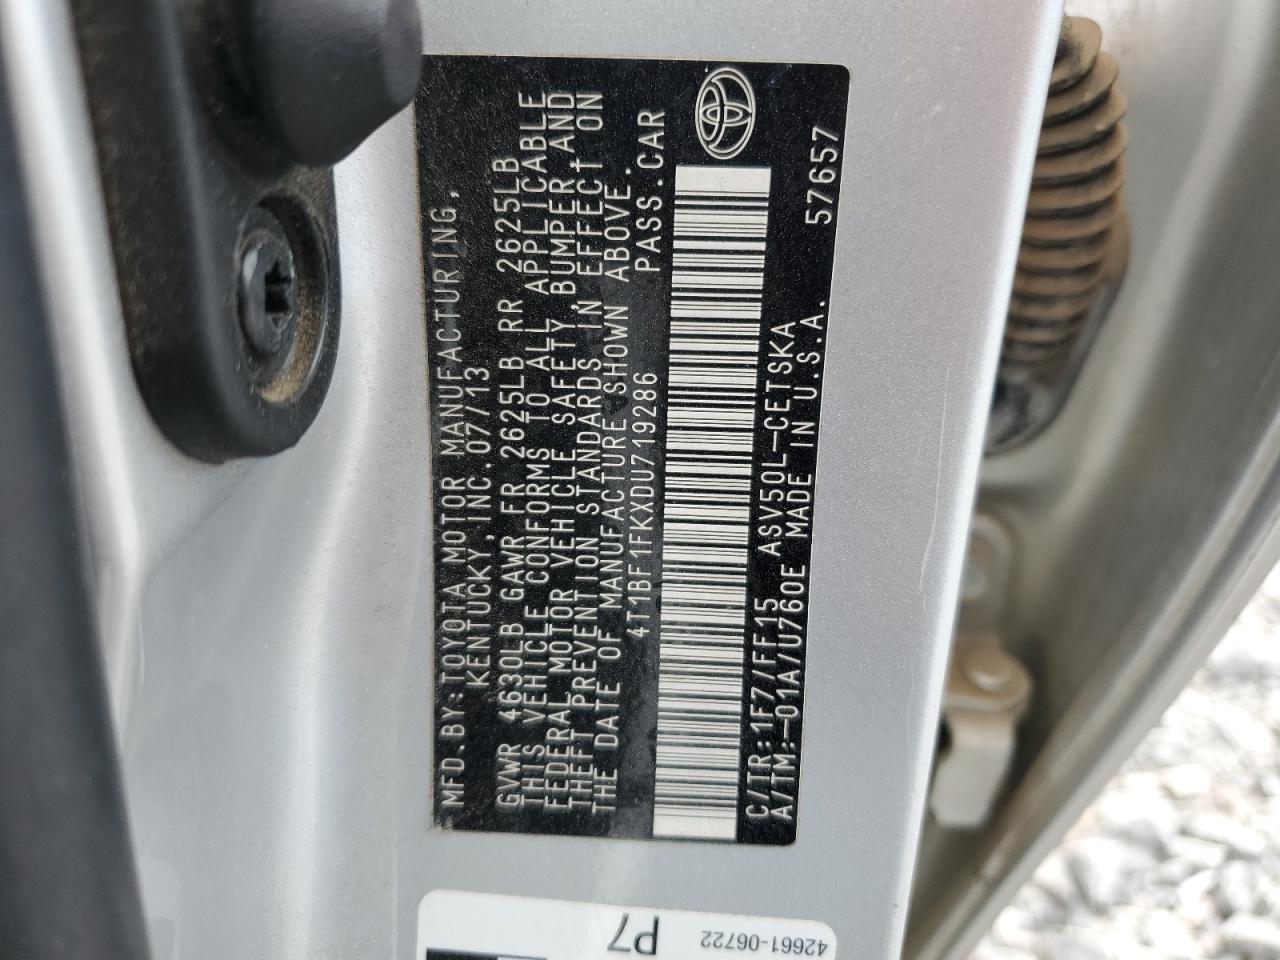 MFD.BY:TOYOTA MOTOR MANUFACTURING,
KENTUCKY,INC.07/13
GVWR 4630LB GAWR FR 2625LB RR 2625LB
THIS VEHICLE CONFORMS TO ALL APPLICABLE
FEDERAL MOTOR VEHICLE SAFETY,BUMPER,AND
THEFT PREVENTION STANDARDS IN EFFECT ON
THE DATE OF MANUFACTURE SHOWN ABOVE.
4T1BF1FKXDU719286 PASS.CAR
C/TR:1F7/FF15 ASV50L-CETSKA
A/TM:-01A/U760E MADE IN U.S.A. 57657
P7
42661-06722